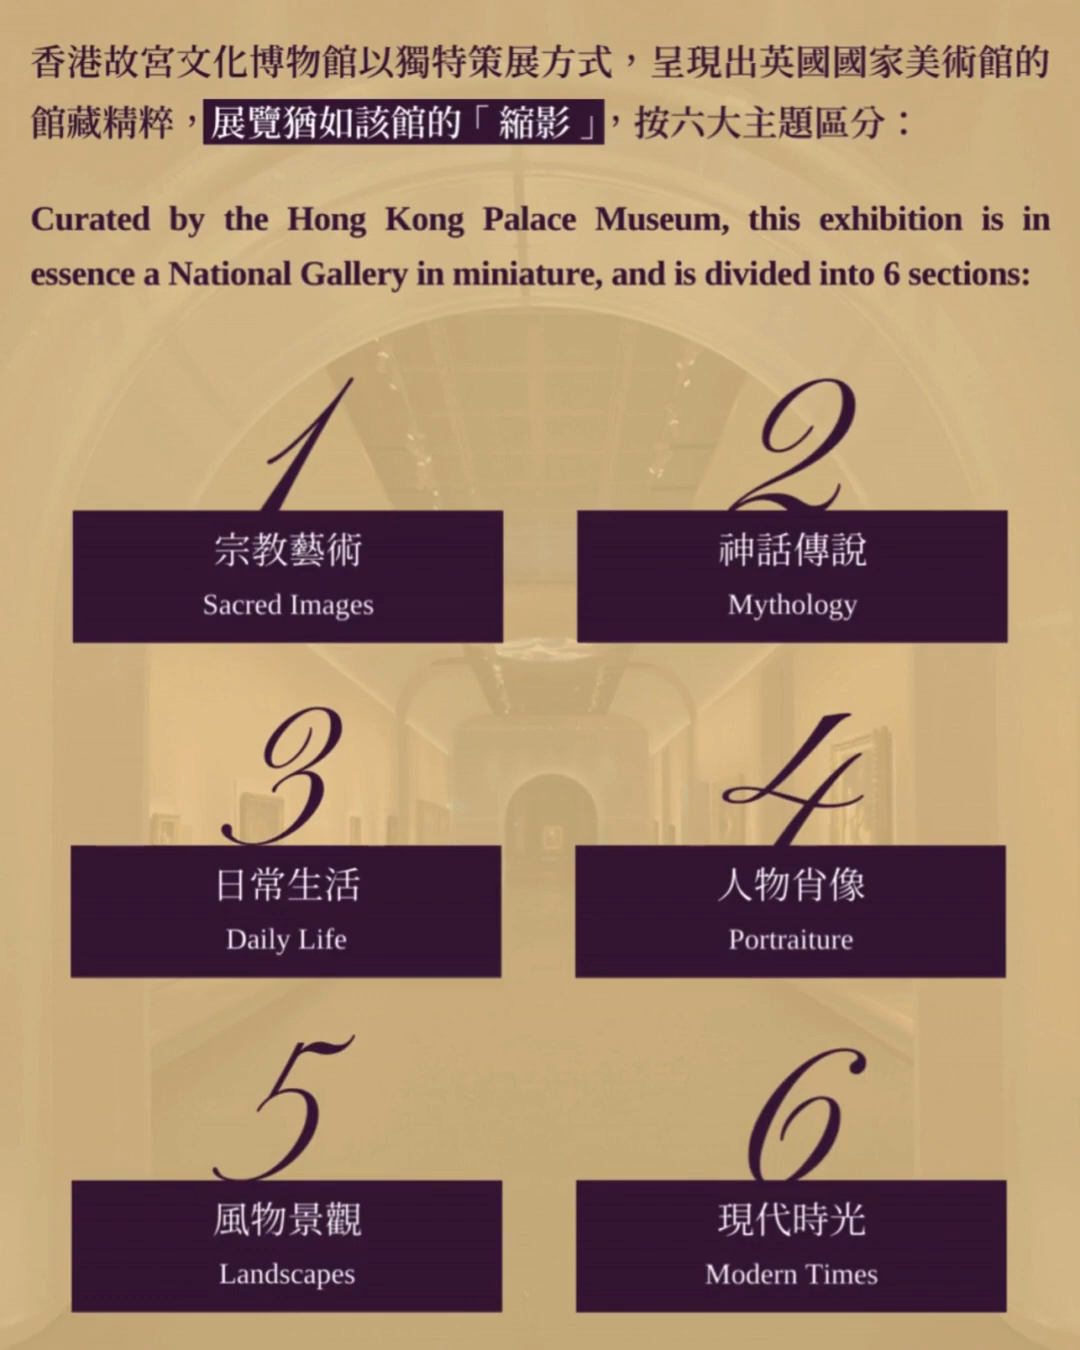 香港故宮文化博物館以獨特策展方式，呈現出英國國家美術館的
館藏精粹，展覽猶如該館的「縮影」，按六大主題區分：
Curated by the Hong Kong Palace Museum, this exhibition is in
essence a National Gallery in miniature, and is divided into 6 sections:
1
宗教藝術
Sacred Images
2
神話傳說
Mythology
3
日常生活
Daily Life
4
人物肖像
Portraiture
5
風物景觀
Landscapes
6
現代時光
Modern Times